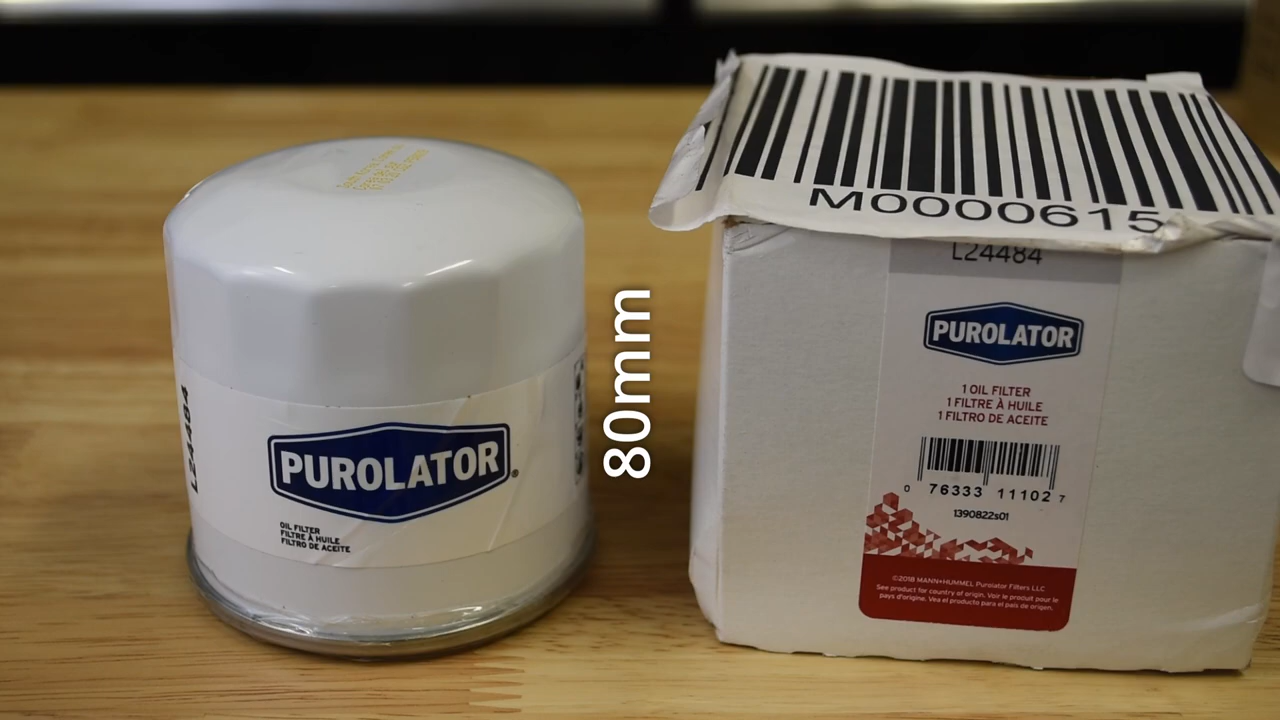 L24484
PUROLATOR®
OIL FILTER
FILTRE À HUILE
FILTRO DE ACEITE
80mm
M0000615
L24484
PUROLATOR
1 OIL FILTER
1 FILTRE À HUILE
1 FILTRO DE ACEITE
0 76333 11102 7
1390822s01
©2018 MANN+HUMMEL Purolator Filters LLC
See product for country of origin. Voir le produit pour le
pays d'origine. Vea el producto para el país de origen.